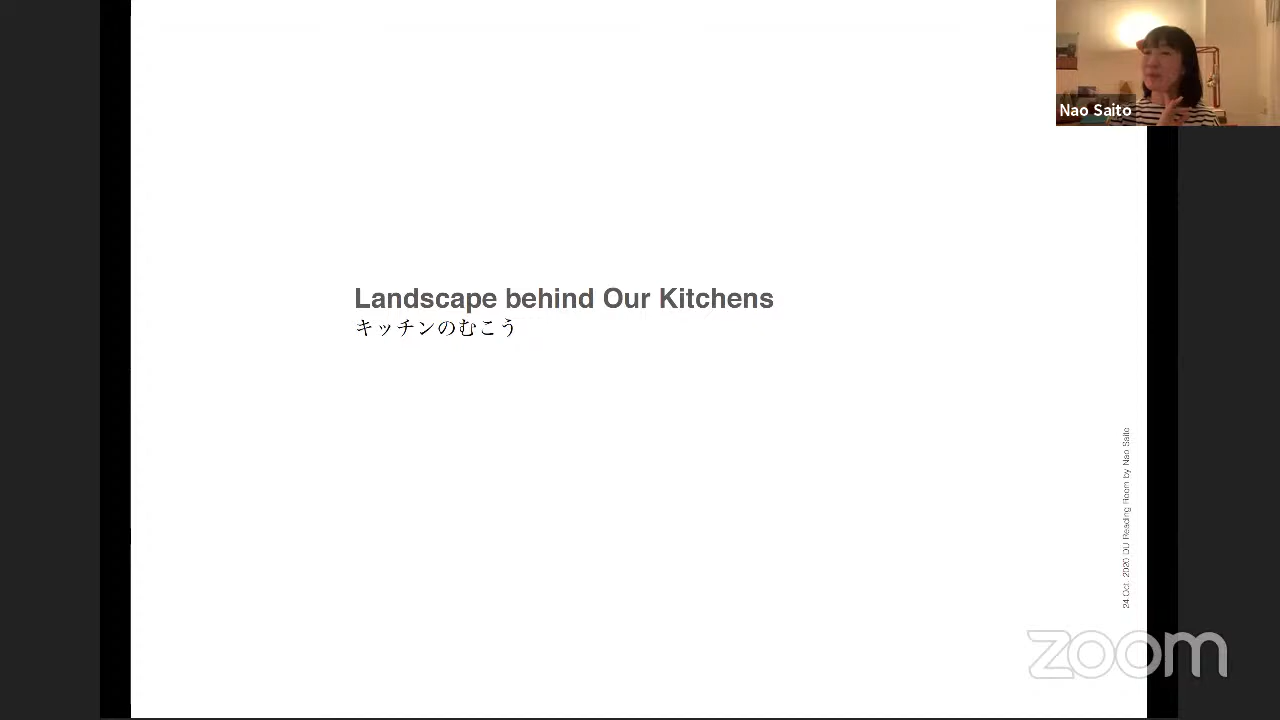 Nao Saito
Landscape behind Our Kitchens
キッチンのむこう
24 Oct. 2020 DU Reading Room by Nao Saito
zoom